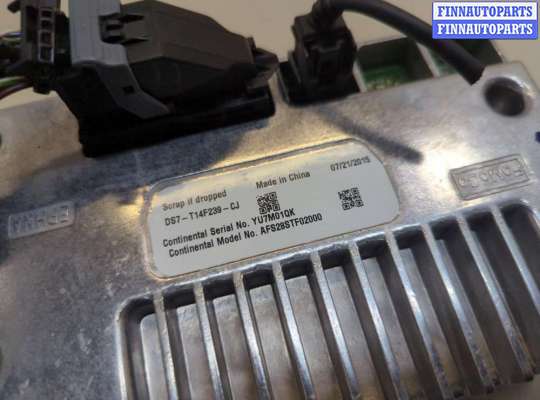 FINNAUTOPARTS
FINNAUTOPARTS
Scrap if dropped
Made in China
07/21/2015
DS7-T14F239-CJ
Continental Serial No. YU7M01QK
Continental Model No. AFS28STF02000